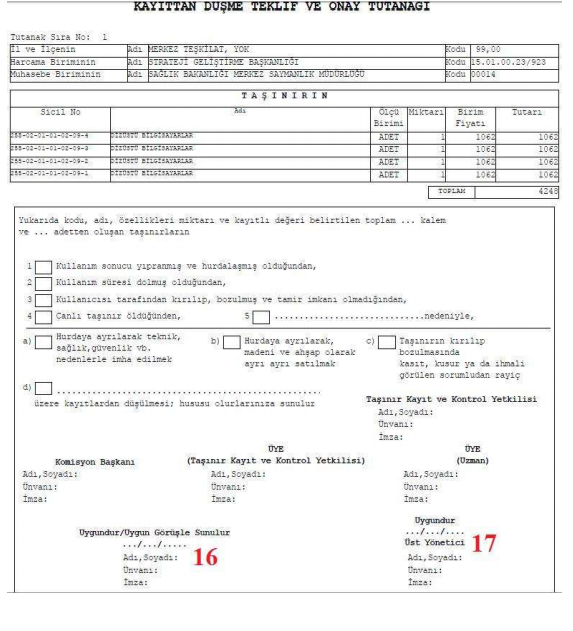 KAYITTAN DÜŞME TEKLİF VE ONAY TUTANAĞI
Tutanak Sıra No: 1
İl ve İlçenin Adı MERKEZ TEŞKİLAT, YOK Kodu 99,00
Harcama Biriminin Adı STRATEJİ GELİŞTİRME BAŞKANLIĞI Kodu 15.01.00.23/923
Muhasebe Biriminin Adı SAĞLIK BAKANLIĞI MERKEZ SAYMANLIK MÜDÜRLÜĞÜ Kodu 00014
TAŞINIRIN
Sicil No Adı Ölçü Birimi Miktarı Birim Fiyatı Tutarı
255-02-01-01-02-09-4 DİZÜSTÜ BİLGİSAYARLAR ADET 1 1062 1062
255-02-01-01-02-09-3 DİZÜSTÜ BİLGİSAYARLAR ADET 1 1062 1062
255-02-01-01-02-09-2 DİZÜSTÜ BİLGİSAYARLAR ADET 1 1062 1062
255-02-01-01-02-09-1 DİZÜSTÜ BİLGİSAYARLAR ADET 1 1062 1062
TOPLAM 4248
Yukarıda kodu, adı, özellikleri miktarı ve kayıtlı değeri belirtilen toplam ... kalem
ve ... adetten oluşan taşınırların
1 Kullanım sonucu yıpranmış ve hurdalaşmış olduğundan,
2 Kullanım süresi dolmuş olduğundan,
3 Kullanıcısı tarafından kırılıp, bozulmuş ve tamir imkanı olmadığından,
4 Canlı taşınır öldüğünden, 5 ..............................nedeniyle,
a) Hurdaya ayrılarak teknik, sağlık,güvenlik vb. nedenlerle imha edilmek
b) Hurdaya ayrılarak, madeni ve ahşap olarak ayrı ayrı satılmak
c) Taşınırın kırılıp bozulmasında kasıt, kusur ya da ihmali görülen sorumludan rayiç
d) .....................................................
üzere kayıtlardan düşülmesi; hususu olurlarınıza sunulur
Taşınır Kayıt ve Kontrol Yetkilisi
Adı,Soyadı:
Ünvanı:
İmza:
Komisyon Başkanı
Adı,Soyadı:
Ünvanı:
İmza:
ÜYE
(Taşınır Kayıt ve Kontrol Yetkilisi)
Adı,Soyadı:
Ünvanı:
İmza:
ÜYE
(Uzman)
Adı,Soyadı:
Ünvanı:
İmza:
Uygundur/Uygun Görüşle Sunulur
.../.../.....
Adı,Soyadı:
Ünvanı:
İmza:
16
Uygundur
.../.../....
Üst Yönetici
Adı,Soyadı:
Ünvanı:
İmza:
17